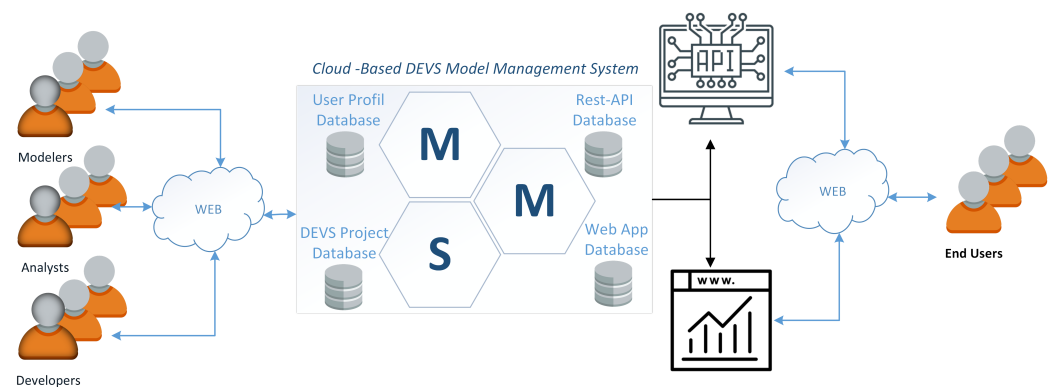 Cloud -Based DEVS Model Management System
API
User Profil
Database
Rest-API
Database
M
Modelers
WEB
M
WEB
Analysts
DEVS Project
Database
S
Web App
Database
End Users
www.
Developers